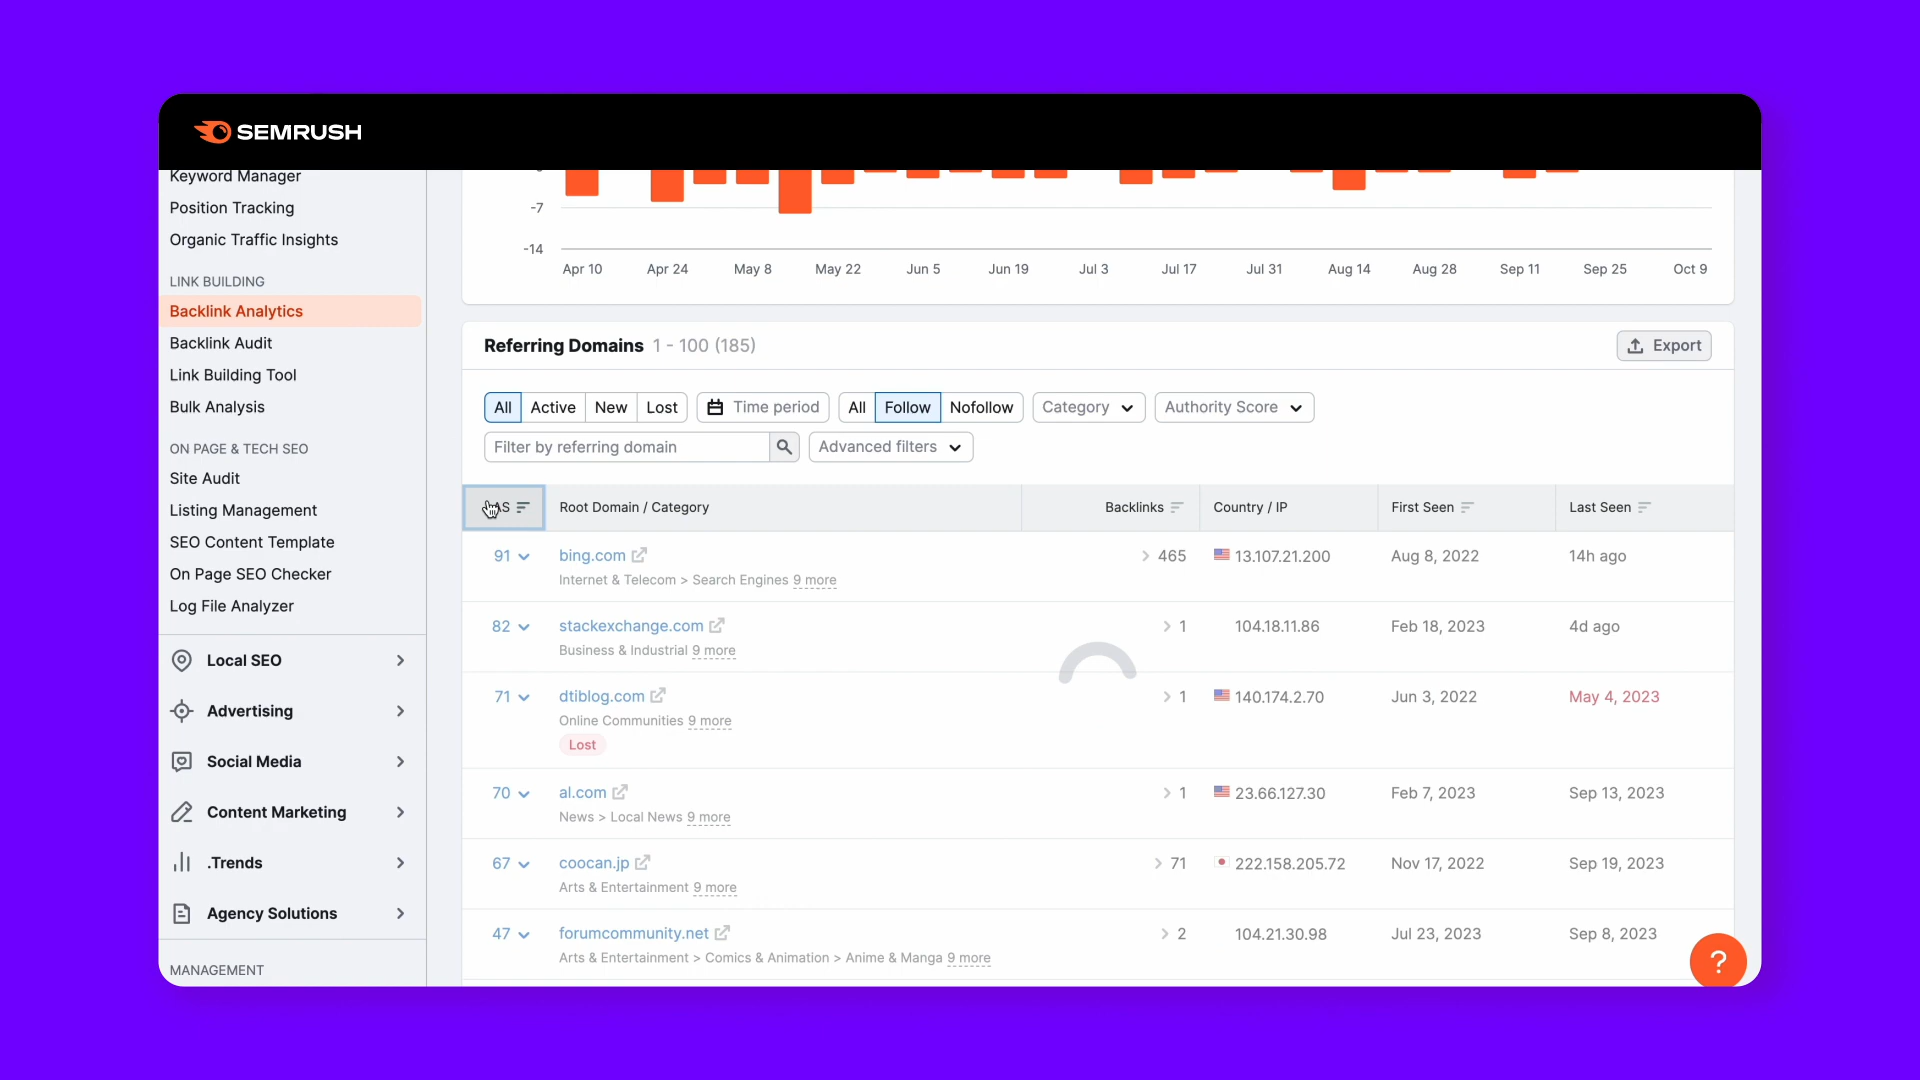 SEMRUSH
Keyword Manager
Position Tracking
Organic Traffic Insights
LINK BUILDING
Backlink Analytics
Backlink Audit
Link Building Tool
Bulk Analysis
ON PAGE & TECH SEO
Site Audit
Listing Management
SEO Content Template
On Page SEO Checker
Log File Analyzer
Local SEO
Advertising
Social Media
Content Marketing
.Trends
Agency Solutions
MANAGEMENT
-7
-14
Apr 10 Apr 24 May 8 May 22 Jun 5 Jun 19 Jul 3 Jul 17 Jul 31 Aug 14 Aug 28 Sep 11 Sep 25 Oct 9
Referring Domains 1 - 100 (185) Export
All Active New Lost Time period All Follow Nofollow Category Authority Score
Filter by referring domain Advanced filters
Root Domain / Category Backlinks Country / IP First Seen Last Seen
91 bing.com 465 13.107.21.200 Aug 8, 2022 14h ago
Internet & Telecom > Search Engines 9 more
82 stackexchange.com 1 104.18.11.86 Feb 18, 2023 4d ago
Business & Industrial 9 more
71 dtiblog.com 1 140.174.2.70 Jun 3, 2022 May 4, 2023
Online Communities 9 more
Lost
70 al.com 1 23.66.127.30 Feb 7, 2023 Sep 13, 2023
News > Local News 9 more
67 coocan.jp 71 222.158.205.72 Nov 17, 2022 Sep 19, 2023
Arts & Entertainment 9 more
47 forumcommunity.net 2 104.21.30.98 Jul 23, 2023 Sep 8, 2023
Arts & Entertainment > Comics & Animation > Anime & Manga 9 more
?